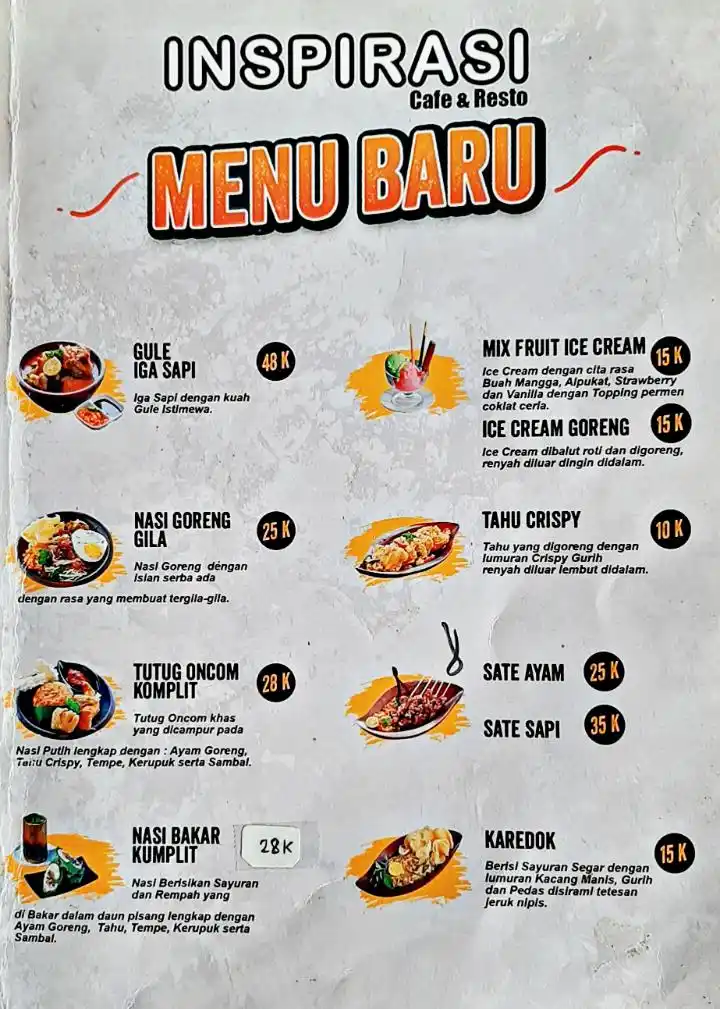 INSPIRASI
Cafe & Resto
MENU BARU
GULE
IGA SAPI
48 K
Iga Sapi dengan kuah
Gule Istimewa.
NASI GORENG
GILA
25 K
Nasi Goreng dengan
isian serba ada
dengan rasa yang membuat tergila-gila.
TUTUG ONCOM
KOMPLIT
28 K
Tutug Oncom khas
yang dicampur pada
Nasi Putih lengkap dengan : Ayam Goreng,
Tahu Crispy, Tempe, Kerupuk serta Sambal.
NASI BAKAR
KUMPLIT
28K
Nasi Berisikan Sayuran
dan Rempah yang
di Bakar dalam daun pisang lengkap dengan
Ayam Goreng, Tahu, Tempe, Kerupuk serta
Sambal.
MIX FRUIT ICE CREAM
15 K
Ice Cream dengan cita rasa
Buah Mangga, Alpukat, Strawberry
dan Vanilla dengan Topping permen
coklat ceria.
ICE CREAM GORENG
15 K
Ice Cream dibalut roti dan digoreng,
renyah diluar dingin didalam.
TAHU CRISPY
10 K
Tahu yang digoreng dengan
lumuran Crispy Gurih
renyah diluar lembut didalam.
SATE AYAM
25 K
SATE SAPI
35 K
KAREDOK
15 K
Berisi Sayuran Segar dengan
lumuran Kacang Manis, Gurih
dan Pedas disirami tetesan
jeruk nipis.